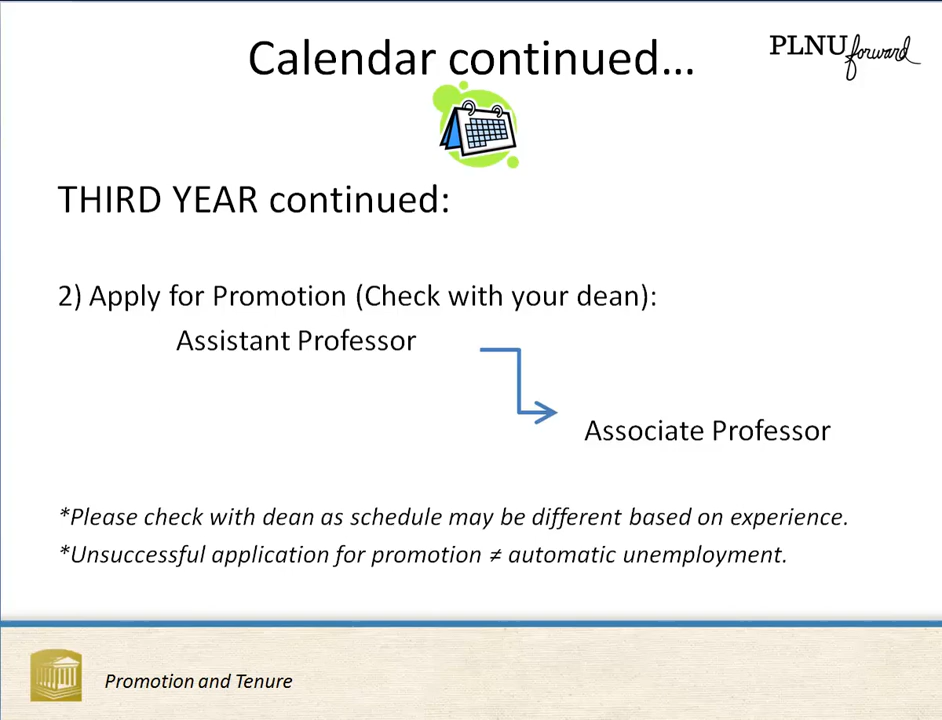 Calendar continued…
PLNU forward
THIRD YEAR continued:
2) Apply for Promotion (Check with your dean):
Assistant Professor
Associate Professor
*Please check with dean as schedule may be different based on experience.
*Unsuccessful application for promotion ≠ automatic unemployment.
Promotion and Tenure